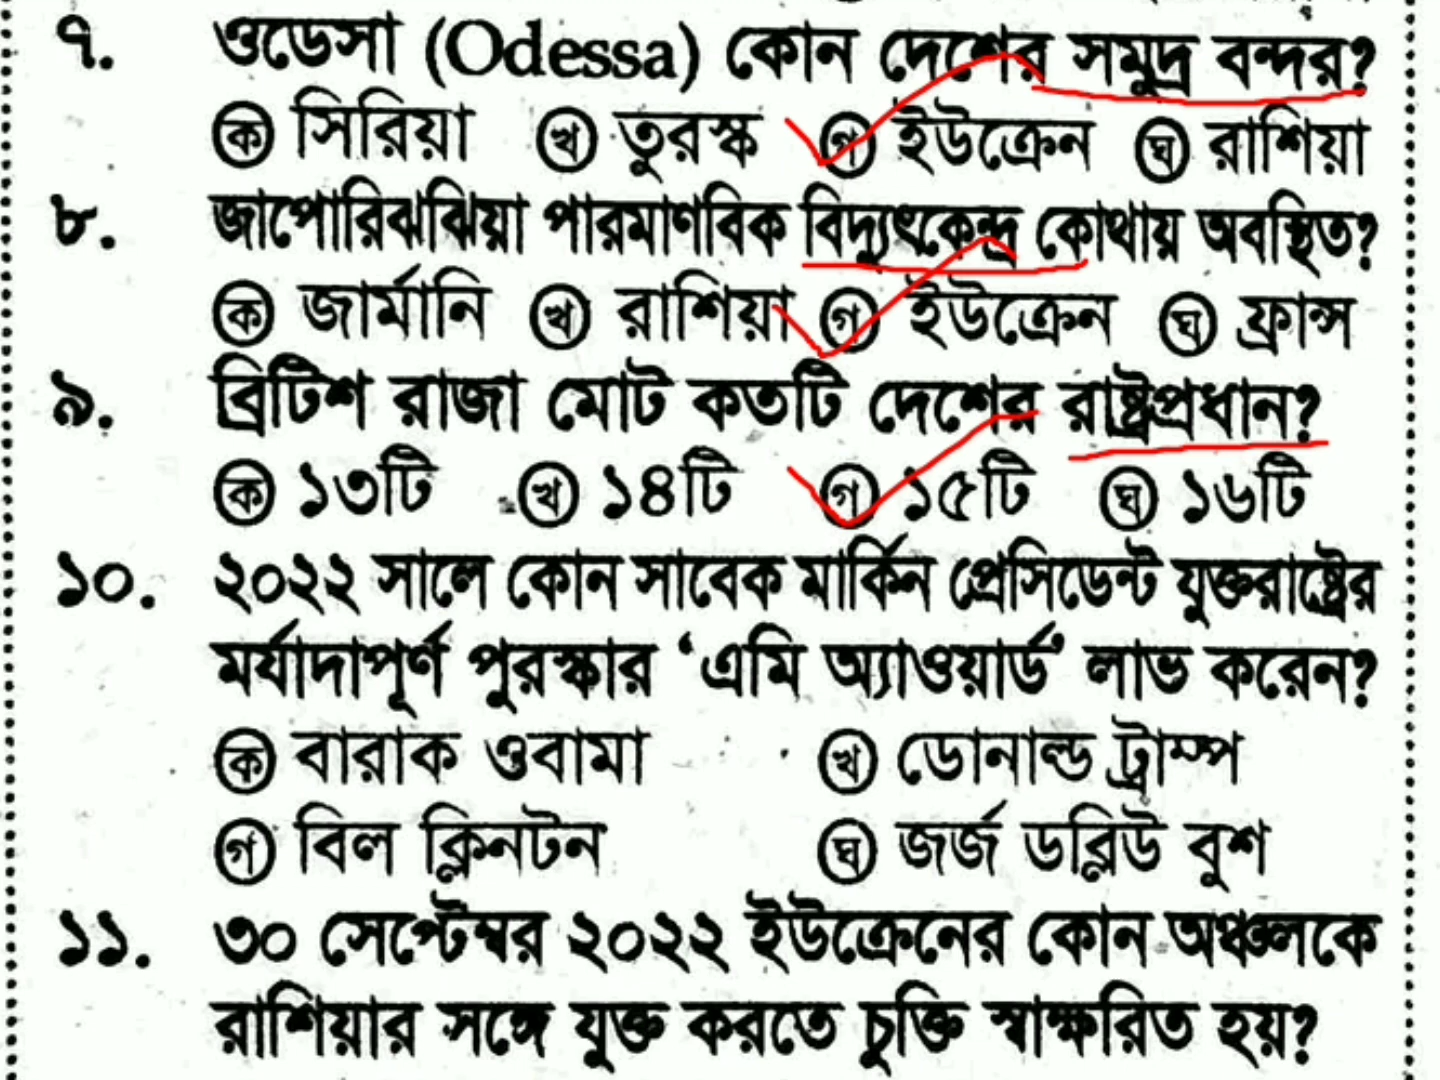 ৭. ওডেসা (Odessa) কোন দেশের সমুদ্র বন্দর?
ক সিরিয়া খ তুরস্ক গ ইউক্রেন ঘ রাশিয়া
৮. জাপোরিঝঝিয়া পারমাণবিক বিদ্যুৎকেন্দ্র কোথায় অবস্থিত?
ক জার্মানি খ রাশিয়া গ ইউক্রেন ঘ ফ্রান্স
৯. ব্রিটিশ রাজা মোট কতটি দেশের রাষ্ট্রপ্রধান?
ক ১৩টি খ ১৪টি গ ১৫টি ঘ ১৬টি
১০. ২০২২ সালে কোন সাবেক মার্কিন প্রেসিডেন্ট যুক্তরাষ্ট্রের
মর্যাদাপূর্ণ পুরস্কার ‘এমি অ্যাওয়ার্ড’ লাভ করেন?
ক বারাক ওবামা খ ডোনাল্ড ট্রাম্প
গ বিল ক্লিনটন ঘ জর্জ ডব্লিউ বুশ
১১. ৩০ সেপ্টেম্বর ২০২২ ইউক্রেনের কোন অঞ্চলকে
রাশিয়ার সঙ্গে যুক্ত করতে চুক্তি স্বাক্ষরিত হয়?